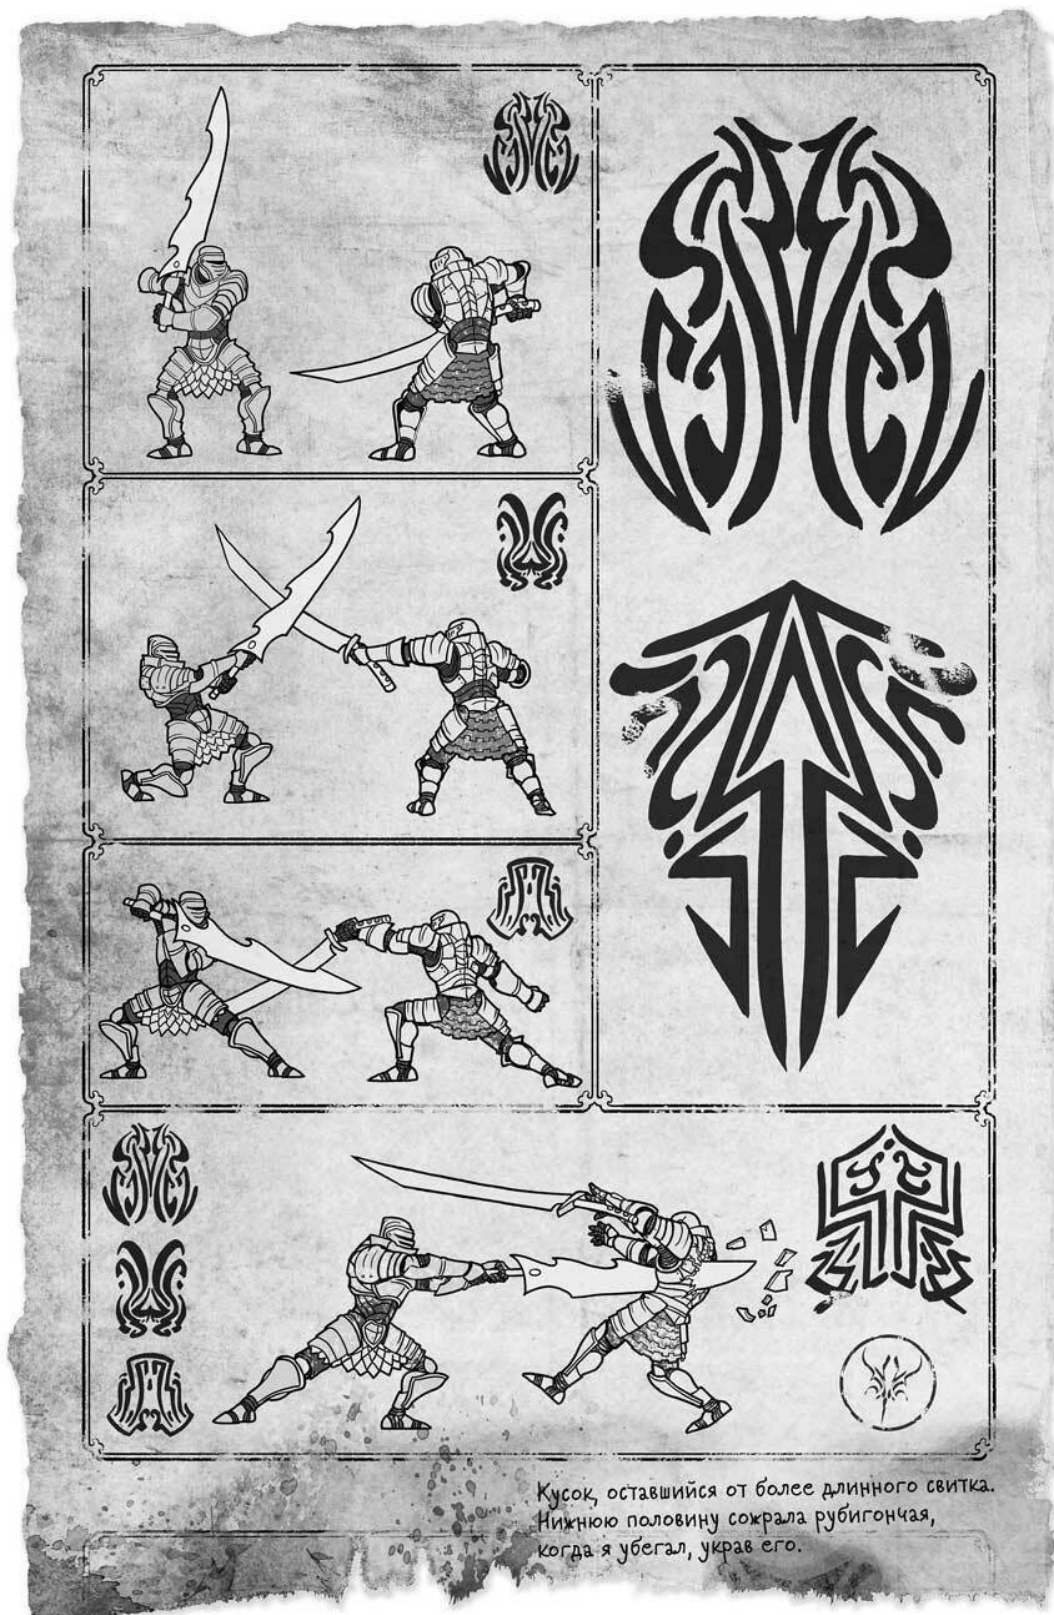 Кусок, оставшийся от более длинного свитка.
Нижнюю половину сожрала рубигончая,
когда я убегал, украв его.